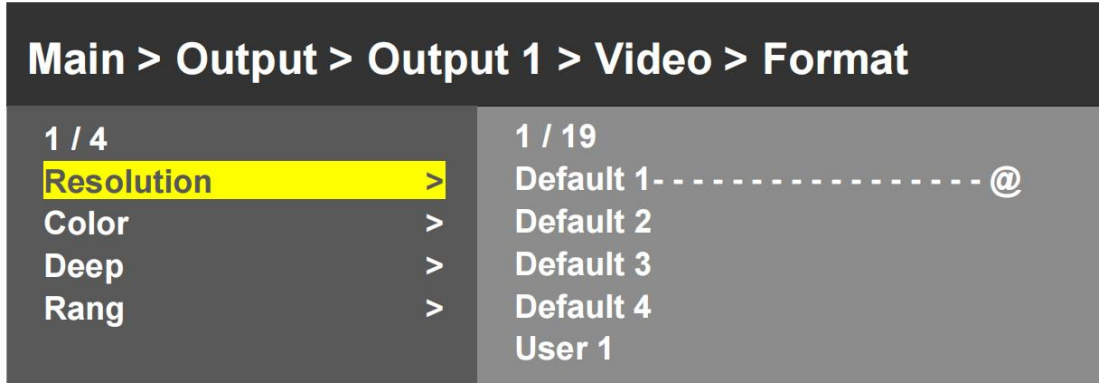 Main > Output > Output 1 > Video > Format
1 / 4
Resolution >
Color >
Deep >
Rang >
1 / 19
Default 1- - - - - - - - - - - - - - - - - @
Default 2
Default 3
Default 4
User 1